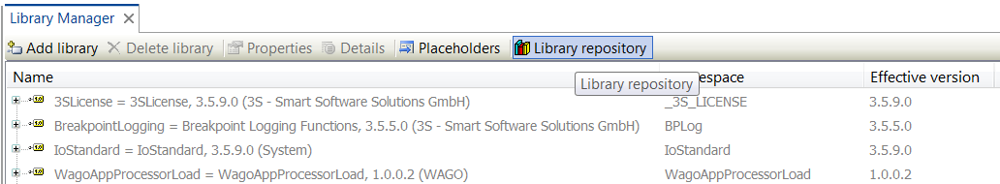 Library Manager
Add library Delete library Properties Details Placeholders Library repository
Name Library repository espace Effective version
3SLicense = 3SLicense, 3.5.9.0 (3S - Smart Software Solutions GmbH) _3S_LICENSE 3.5.9.0
BreakpointLogging = Breakpoint Logging Functions, 3.5.5.0 (3S - Smart Software Solutions GmbH) BPLog 3.5.5.0
IoStandard = IoStandard, 3.5.9.0 (System) IoStandard 3.5.9.0
WagoAppProcessorLoad = WagoAppProcessorLoad, 1.0.0.2 (WAGO) WagoAppProcessorLoad 1.0.0.2